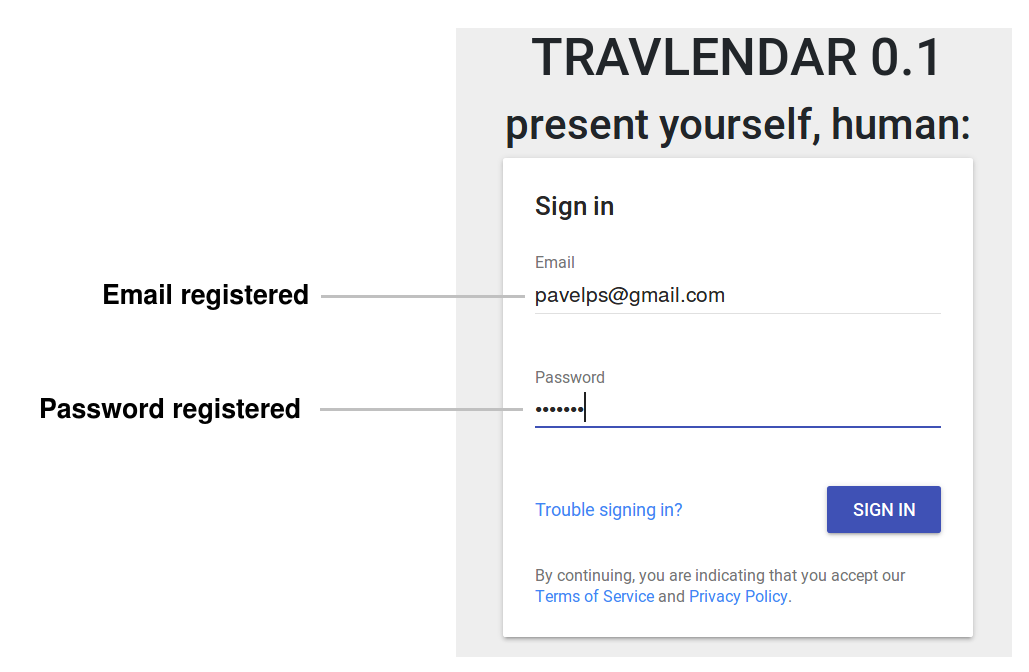 TRAVLENDAR 0.1
present yourself, human:
Sign in
Email
Email registered
pavelps@gmail.com
Password
Password registered
•••••••
Trouble signing in?
SIGN IN
By continuing, you are indicating that you accept our
Terms of Service and Privacy Policy.